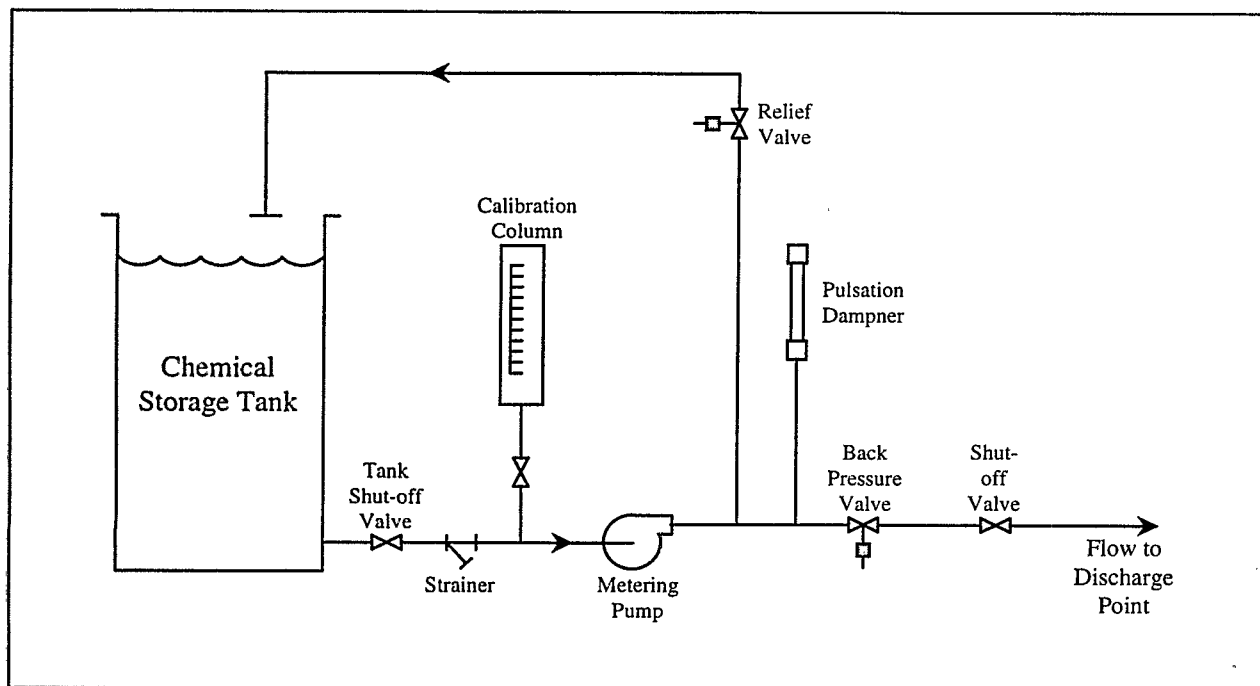 Relief
Valve
Calibration
Column
Pulsation
Dampner
Chemical
Storage Tank
Tank
Shut-off
Valve
Back
Pressure
Valve
Shut-
off
Valve
Strainer
Metering
Pump
Flow to
Discharge
Point